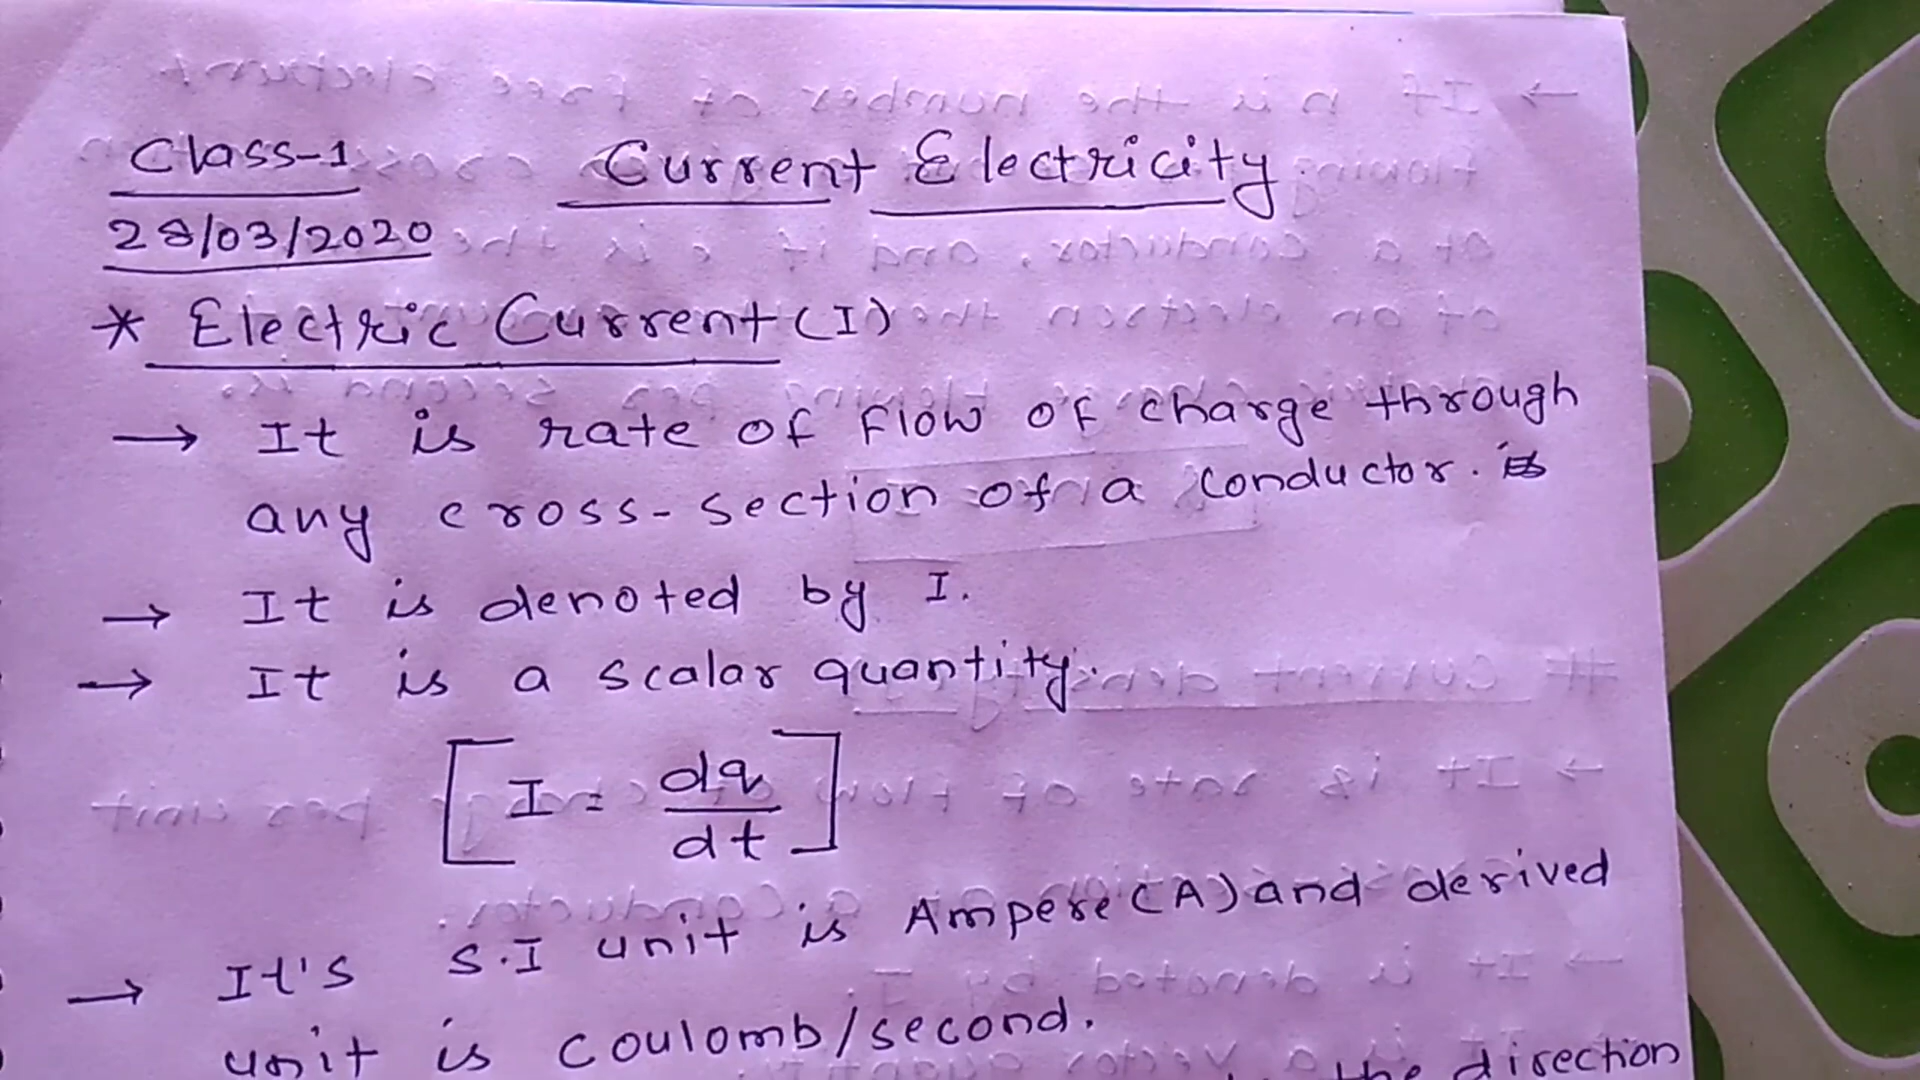 Class-1 Current Electricity
28/03/2020
* Electric Current (I)
→ It is rate of flow of charge through
any cross-section of a conductor.
→ It is denoted by I.
→ It is a scalar quantity.
[I = dq/dt]
→ It's S.I unit is Ampere (A) and derived
unit is coulomb/second.
the direction